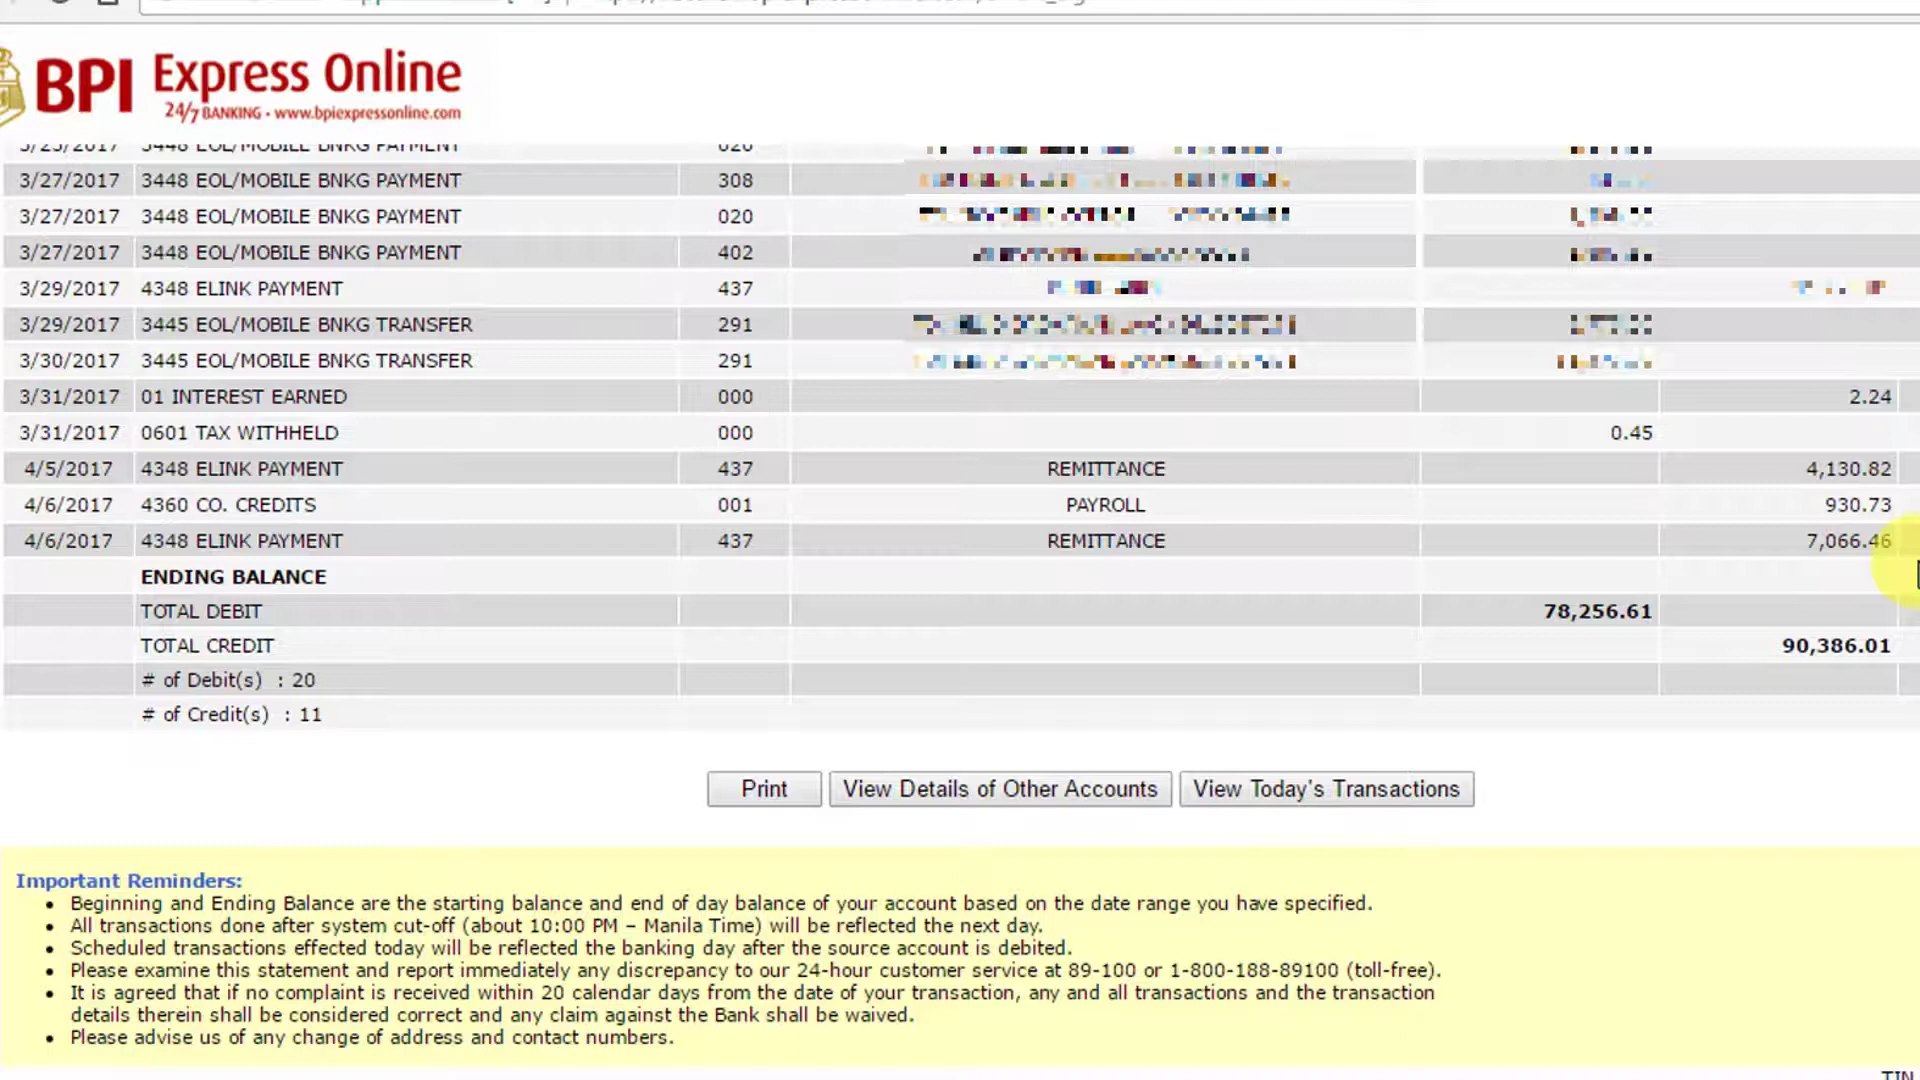 BPI Express Online
24/7 BANKING • www.bpiexpressonline.com
3/23/2017 3448 EOL/MOBILE BNKG PAYMENT 020
3/27/2017 3448 EOL/MOBILE BNKG PAYMENT 308
3/27/2017 3448 EOL/MOBILE BNKG PAYMENT 020
3/27/2017 3448 EOL/MOBILE BNKG PAYMENT 402
3/29/2017 4348 ELINK PAYMENT 437
3/29/2017 3445 EOL/MOBILE BNKG TRANSFER 291
3/30/2017 3445 EOL/MOBILE BNKG TRANSFER 291
3/31/2017 01 INTEREST EARNED 000 2.24
3/31/2017 0601 TAX WITHHELD 000 0.45
4/5/2017 4348 ELINK PAYMENT 437 REMITTANCE 4,130.82
4/6/2017 4360 CO. CREDITS 001 PAYROLL 930.73
4/6/2017 4348 ELINK PAYMENT 437 REMITTANCE 7,066.46
ENDING BALANCE
TOTAL DEBIT 78,256.61
TOTAL CREDIT 90,386.01
# of Debit(s) : 20
# of Credit(s) : 11
Print View Details of Other Accounts View Today's Transactions
Important Reminders:
• Beginning and Ending Balance are the starting balance and end of day balance of your account based on the date range you have specified.
• All transactions done after system cut-off (about 10:00 PM – Manila Time) will be reflected the next day.
• Scheduled transactions effected today will be reflected the banking day after the source account is debited.
• Please examine this statement and report immediately any discrepancy to our 24-hour customer service at 89-100 or 1-800-188-89100 (toll-free).
• It is agreed that if no complaint is received within 20 calendar days from the date of your transaction, any and all transactions and the transaction
details therein shall be considered correct and any claim against the Bank shall be waived.
• Please advise us of any change of address and contact numbers.